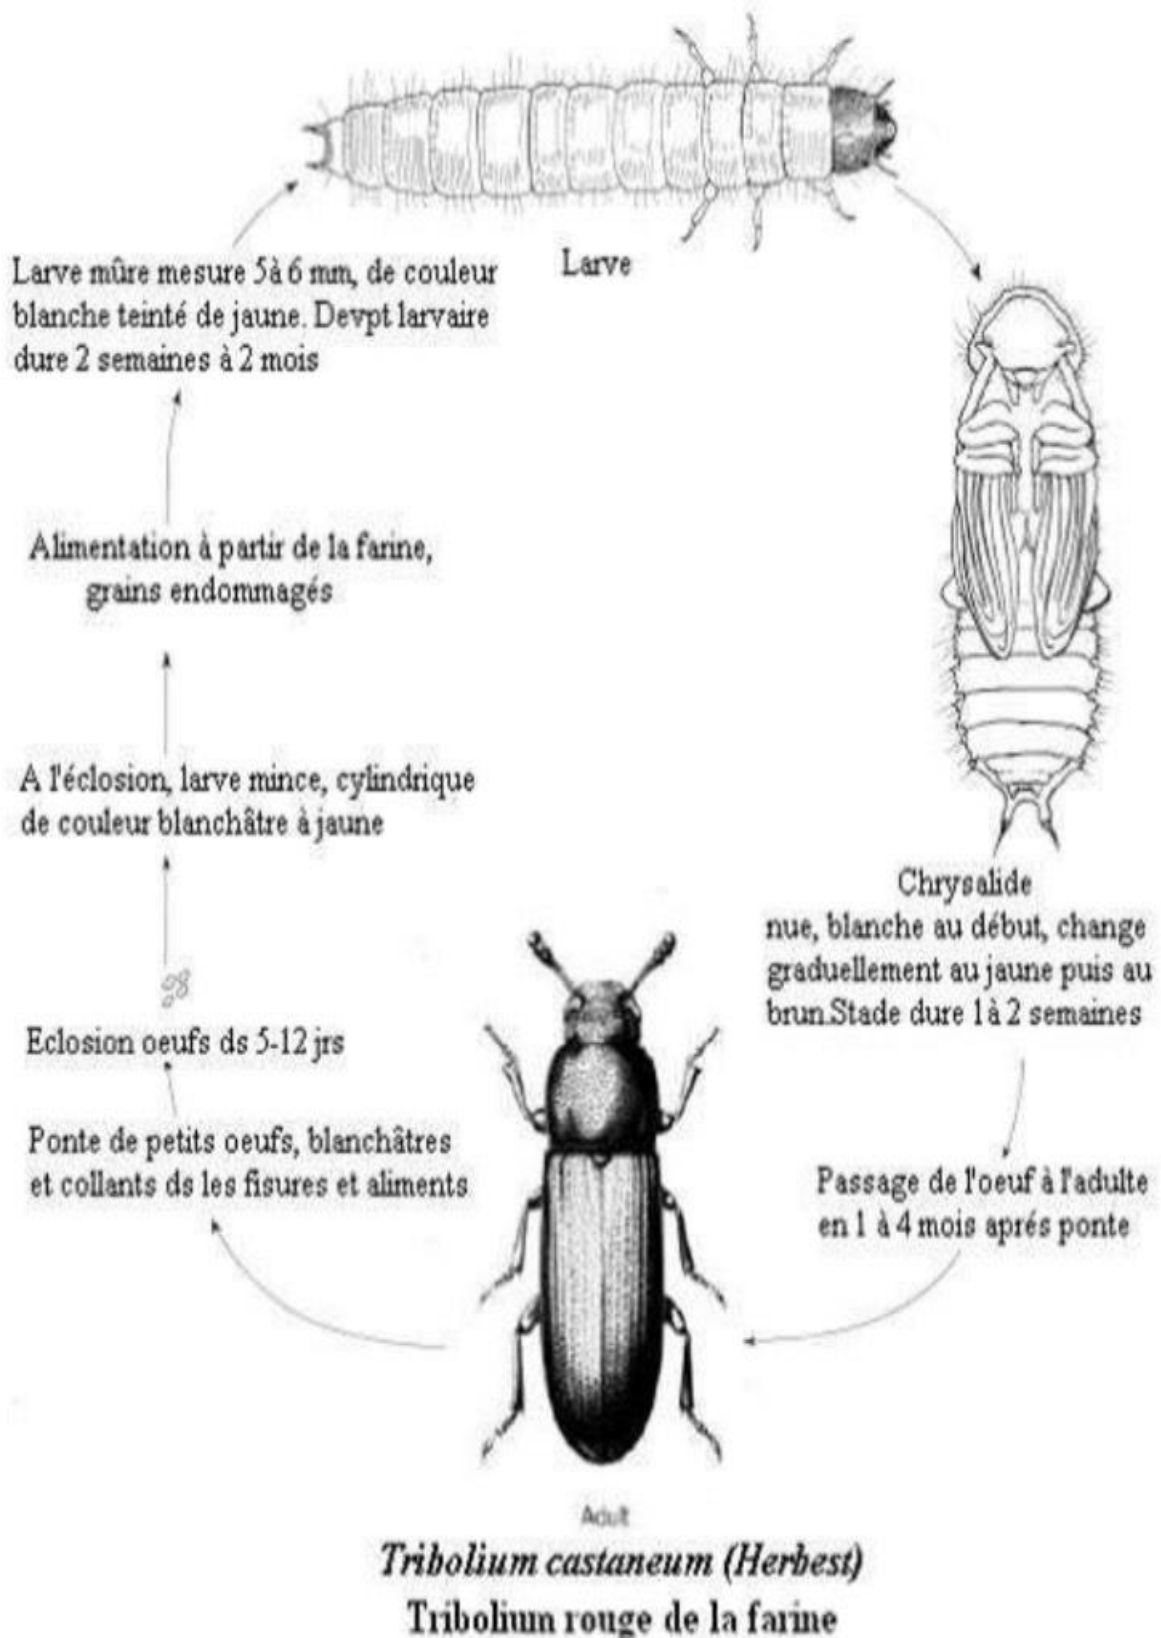 Larve
Larve mûre mesure 5à 6 mm, de couleur
blanche teinté de jaune. Devpt larvaire
dure 2 semaines à 2 mois
Alimentation à partir de la farine,
grains endommagés
A l'éclosion, larve mince, cylindrique
de couleur blanchâtre à jaune
Eclosion oeufs ds 5-12 jrs
Ponte de petits oeufs, blanchâtres
et collants ds les fisures et aliments
Chrysalide
nue, blanche au début, change
graduellement au jaune puis au
brun.Stade dure 1à 2 semaines
Passage de l'oeuf à l'adulte
en 1 à 4 mois aprés ponte
Adult
Tribolium castaneum (Herbest)
Tribolium rouge de la farine